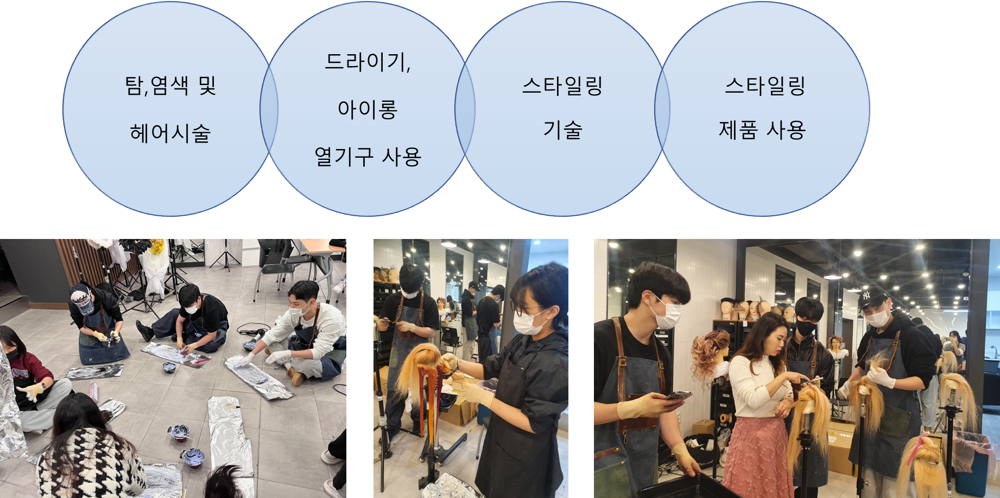 탐,염색 및
헤어시술
드라이기,
아이롱
열기구 사용
스타일링
기술
스타일링
제품 사용